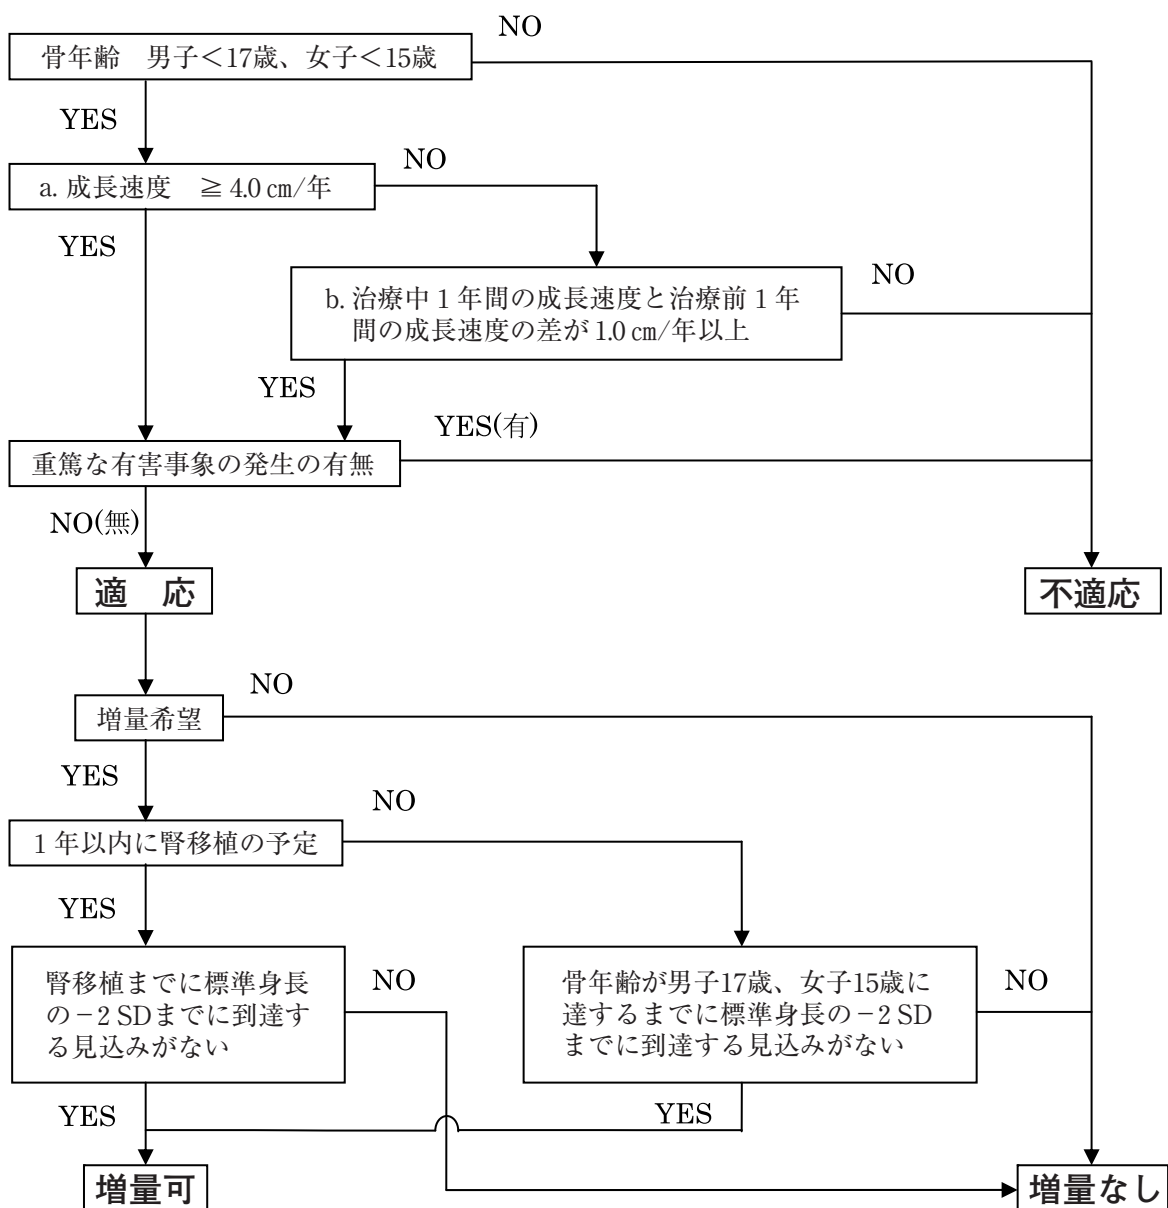 NO
骨年齢　男子＜17歳、女子＜15歳
YES
NO
a. 成長速度　≧ 4.0 ㎝/年
YES
NO
b. 治療中１年間の成長速度と治療前１年
間の成長速度の差が 1.0 ㎝/年以上
YES
YES(有)
重篤な有害事象の発生の有無
NO(無)
適　応
不適応
NO
増量希望
YES
NO
１年以内に腎移植の予定
YES
腎移植までに標準身長
の－2 SDまでに到達す
る見込みがない
NO
骨年齢が男子17歳、女子15歳に
達するまでに標準身長の－2 SD
までに到達する見込みがない
NO
YES
YES
増量可
増量なし